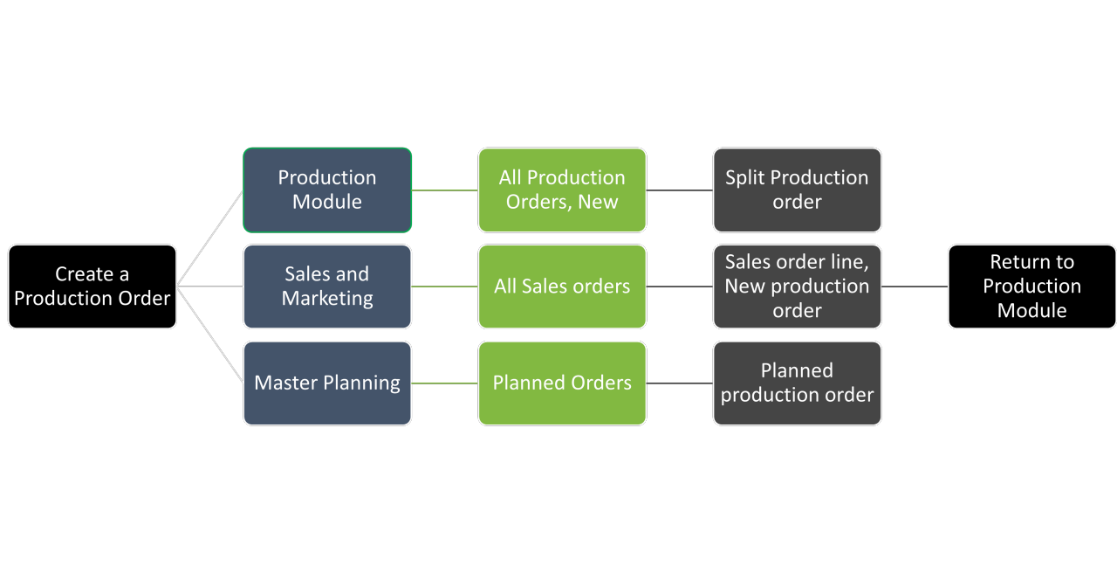 Create a
Production Order
Production
Module
All Production
Orders, New
Split Production
order
Sales and
Marketing
All Sales orders
Sales order line,
New production
order
Return to
Production
Module
Master Planning
Planned Orders
Planned
production order